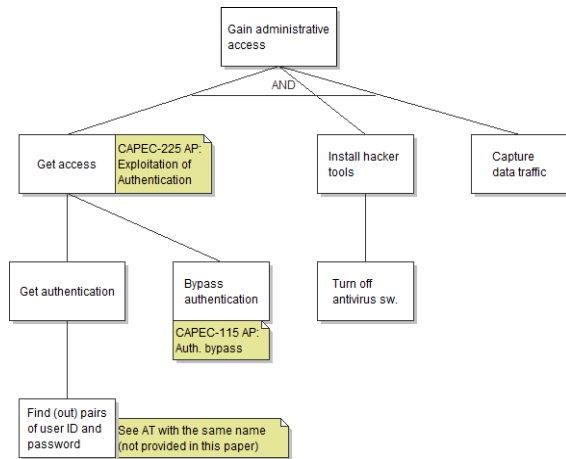 Gain administrative
access
AND
Get access
CAPEC-225 AP:
Exploitation of
Authentication
Install hacker
tools
Capture
data traffic
Get authentication
Bypass
authentication
CAPEC-115 AP:
Auth. bypass
Turn off
antivirus sw.
Find (out) pairs
of user ID and
password
See AT with the same name
(not provided in this paper)